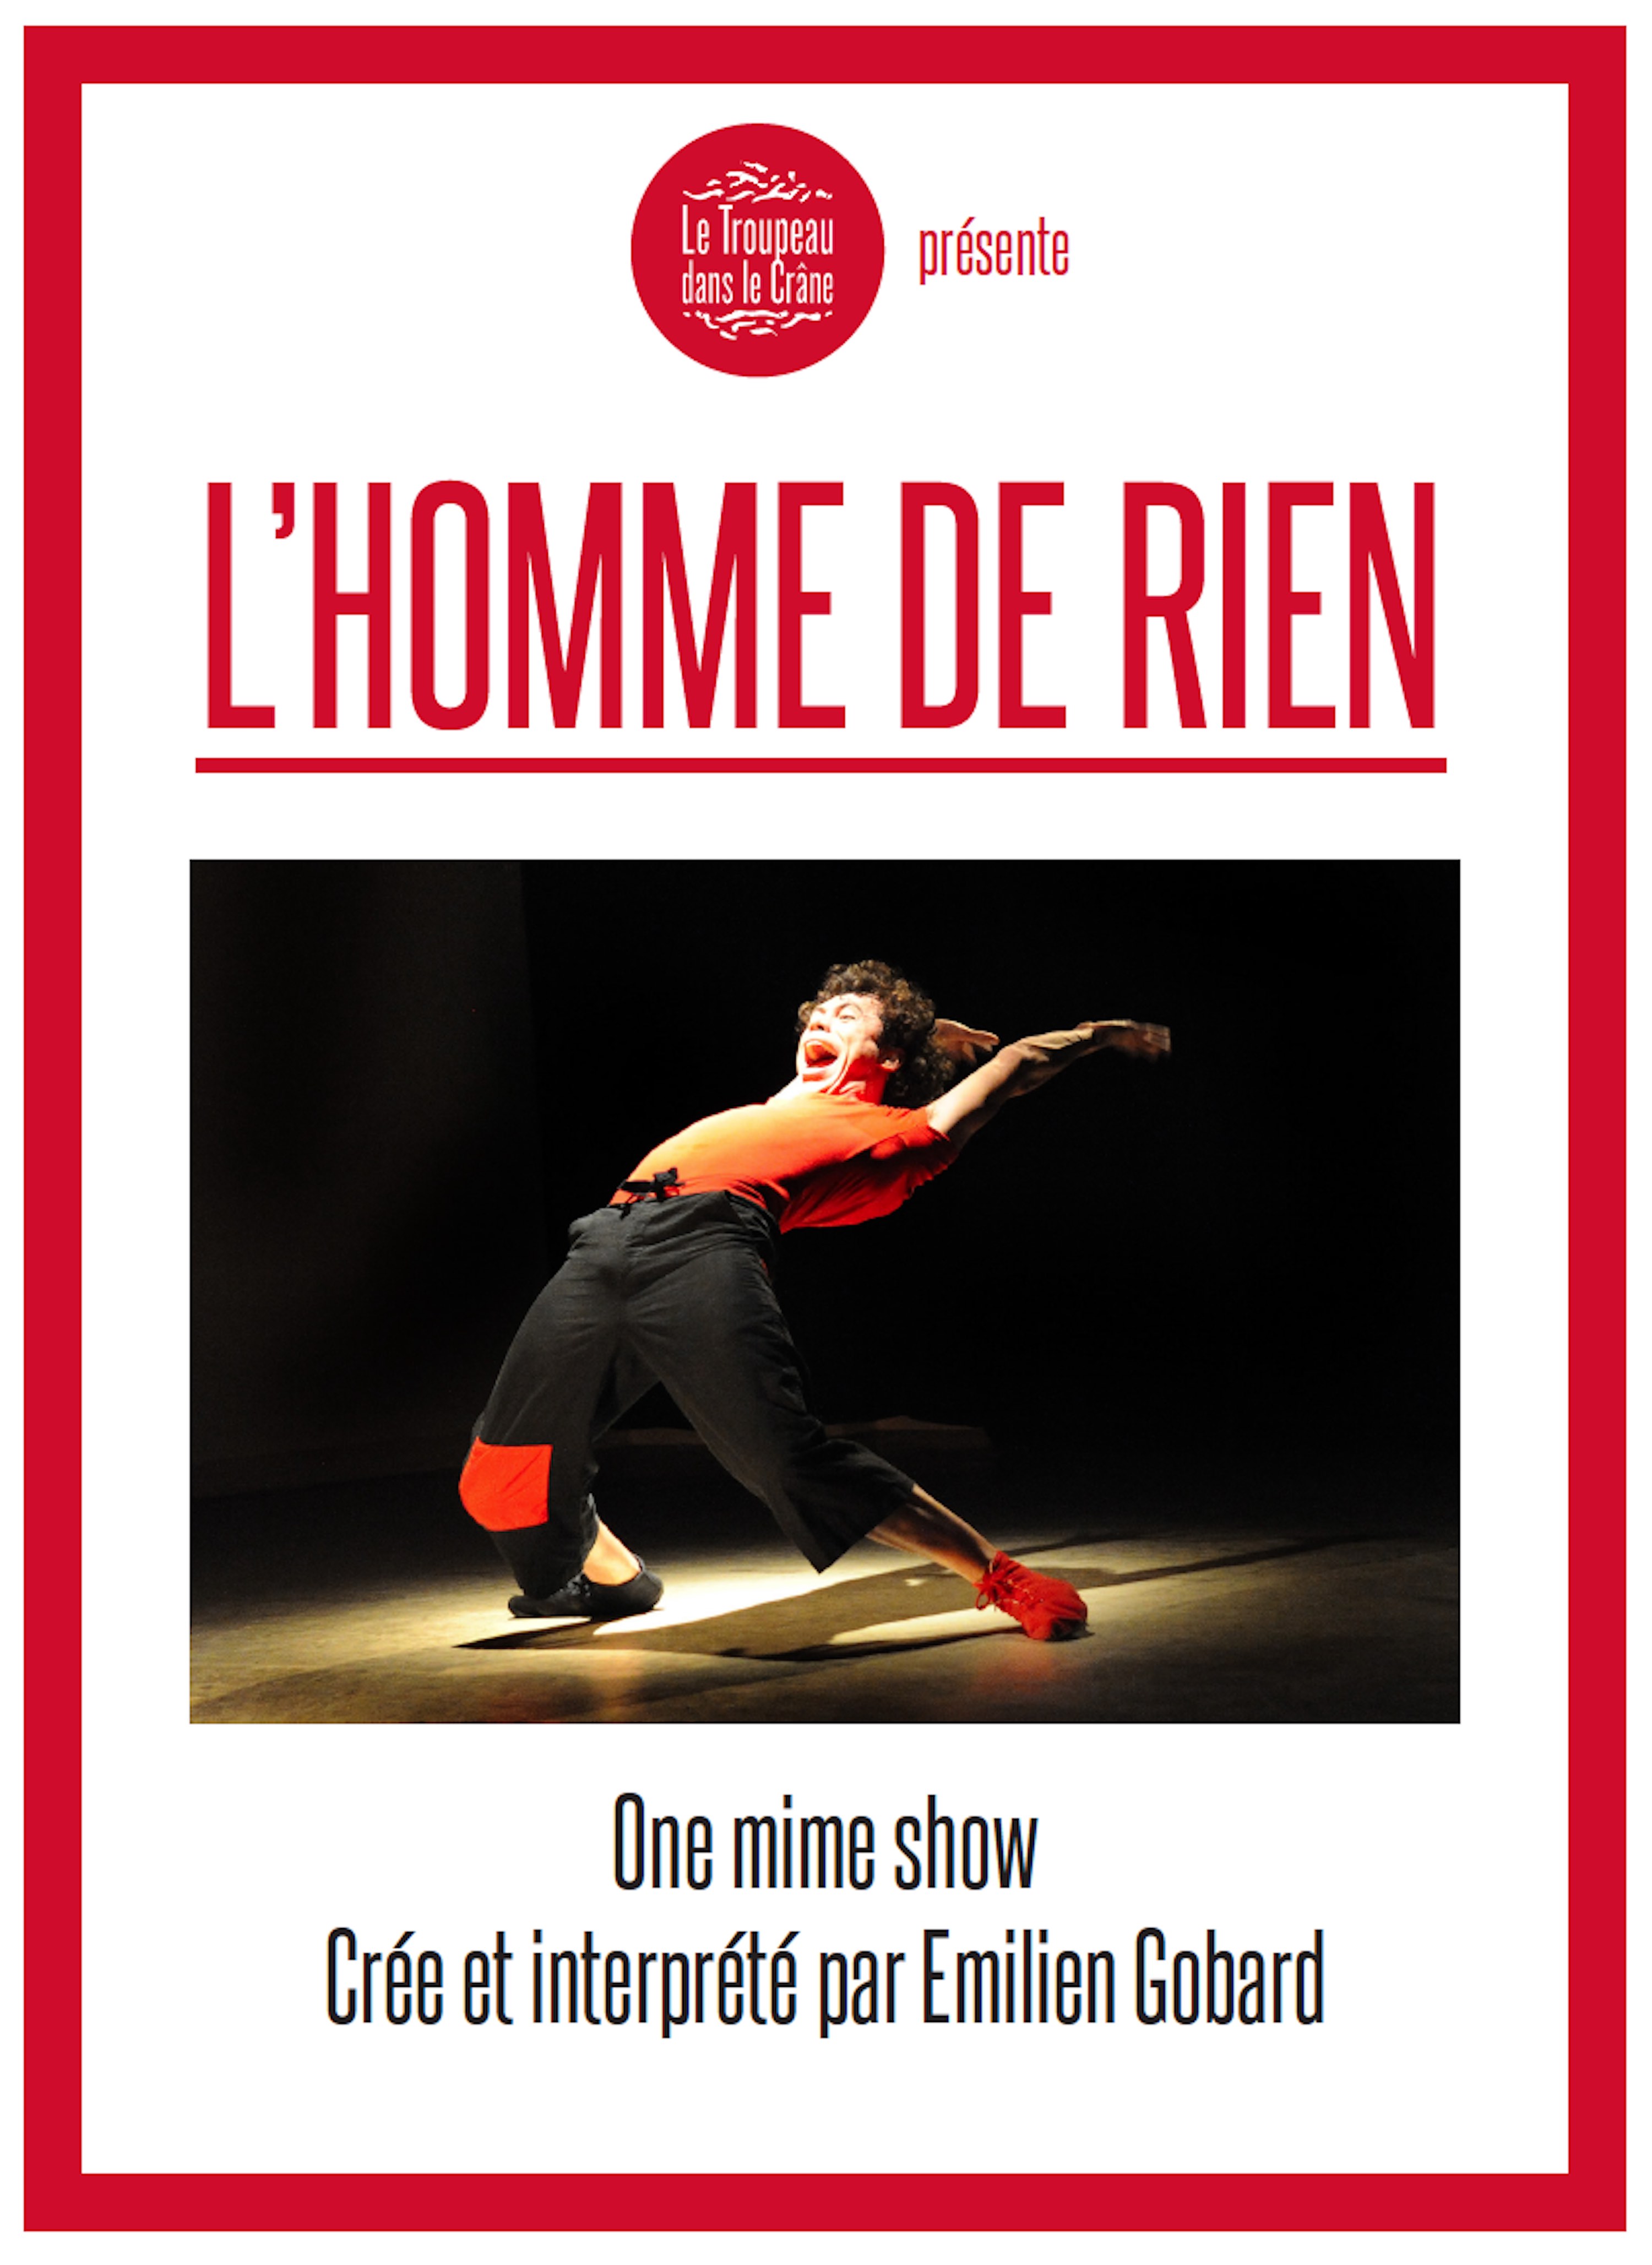 Le Troupeau
dans le Crâne
présente
L'HOMME DE RIEN
One mime show
Crée et interprété par Emilien Gobard